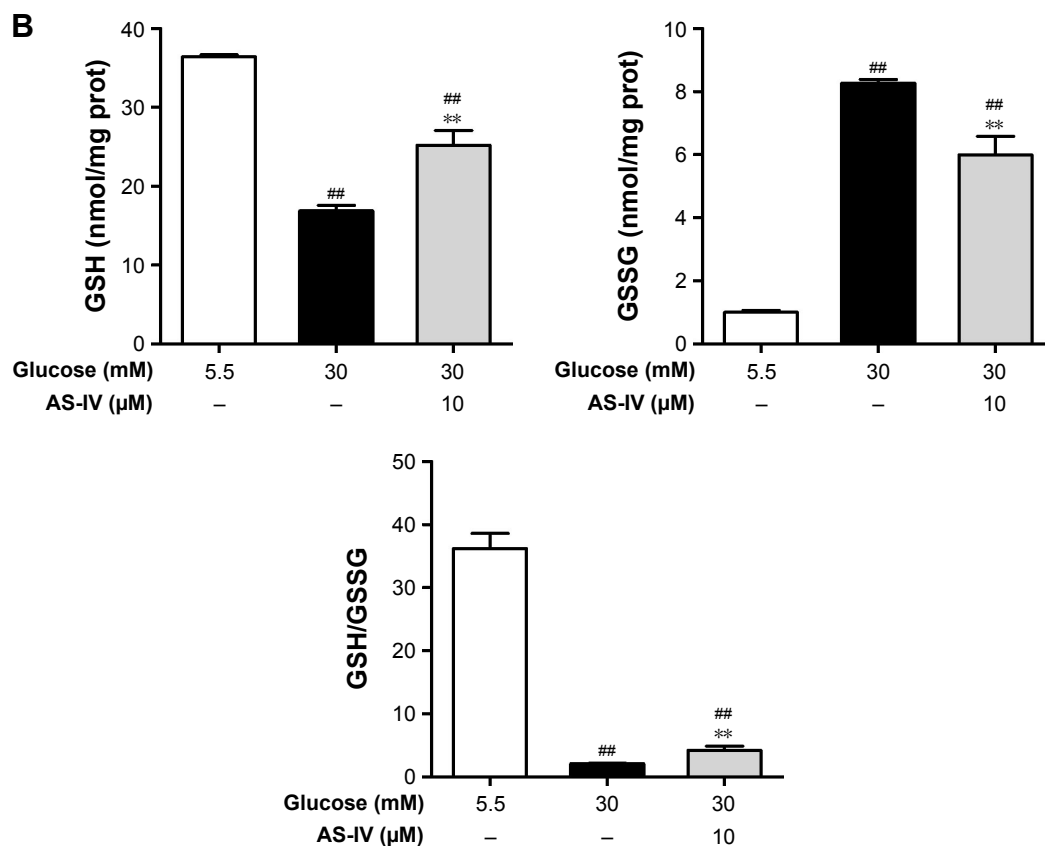 B
GSH (nmol/mg prot)
40
30
20
10
0
##
##
**
Glucose (mM) 5.5 30 30
AS-IV (µM) – – 10
GSSG (nmol/mg prot)
10
8
6
4
2
0
##
##
**
Glucose (mM) 5.5 30 30
AS-IV (µM) – – 10
GSH/GSSG
50
40
30
20
10
0
##
##
**
Glucose (mM) 5.5 30 30
AS-IV (µM) – – 10